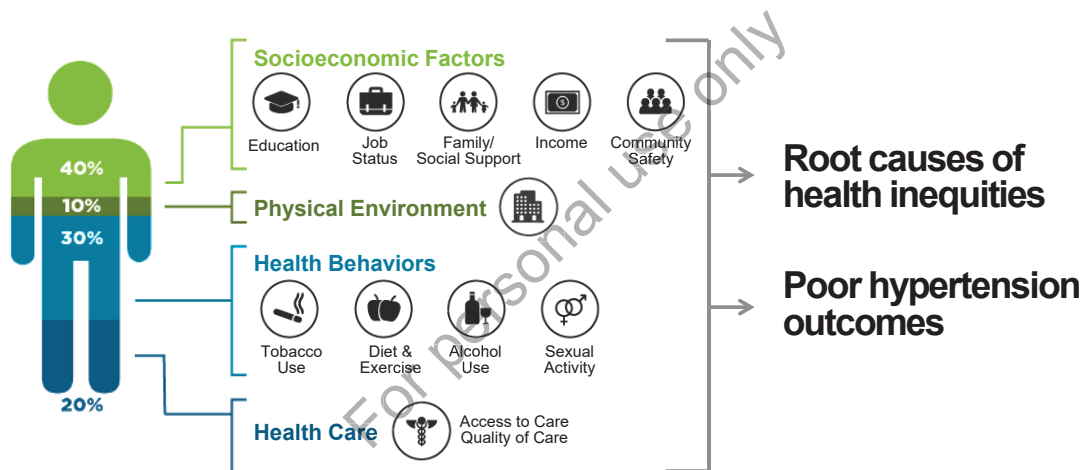 Socioeconomic Factors
Education
Job
Status
Family/
Social Support
Income
Community
Safety
40%
10%
30%
20%
Physical Environment
Health Behaviors
Tobacco
Use
Diet &
Exercise
Alcohol
Use
Sexual
Activity
Health Care
Access to Care
Quality of Care
Root causes of
health inequities
Poor hypertension
outcomes
For personal use only